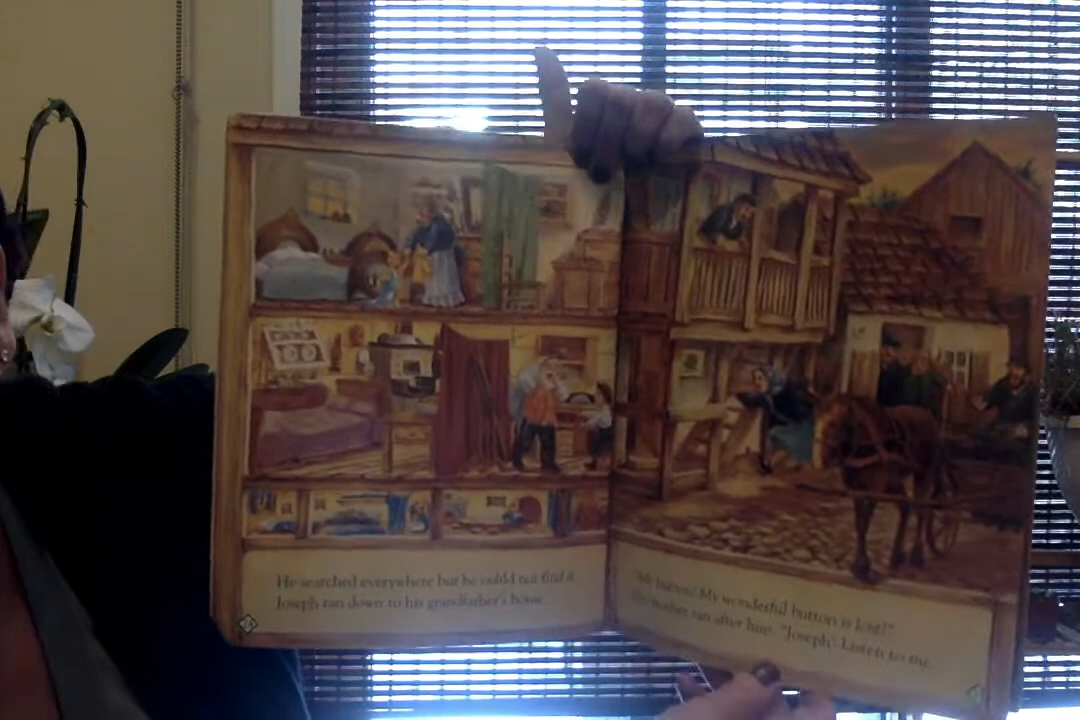 He searched everywhere but he could not find it.
Joseph ran down to his grandfather's house.
"My button! My wonderful button is lost!"
His mother ran after him. "Joseph! Listen to me.